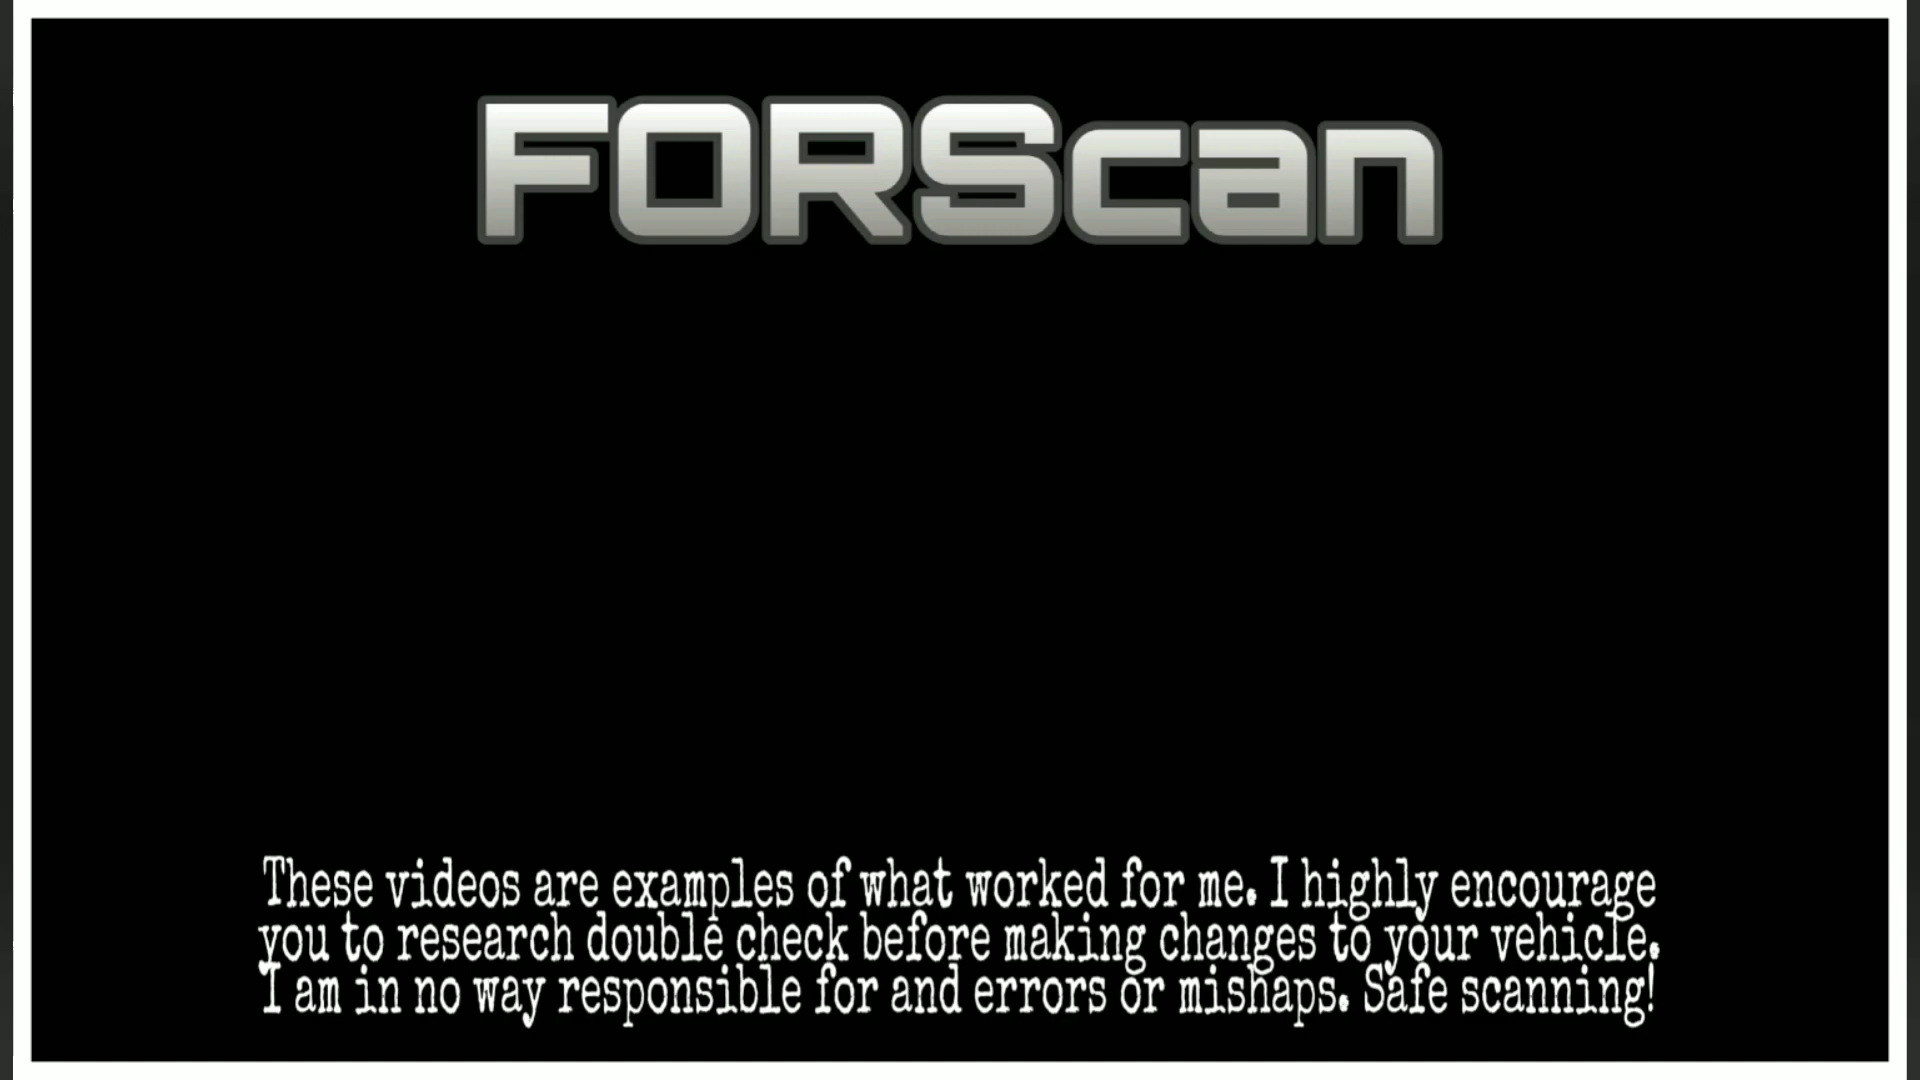 FORScan
These videos are examples of what worked for me. I highly encourage
you to research double check before making changes to your vehicle.
I am in no way responsible for and errors or mishaps. Safe scanning!